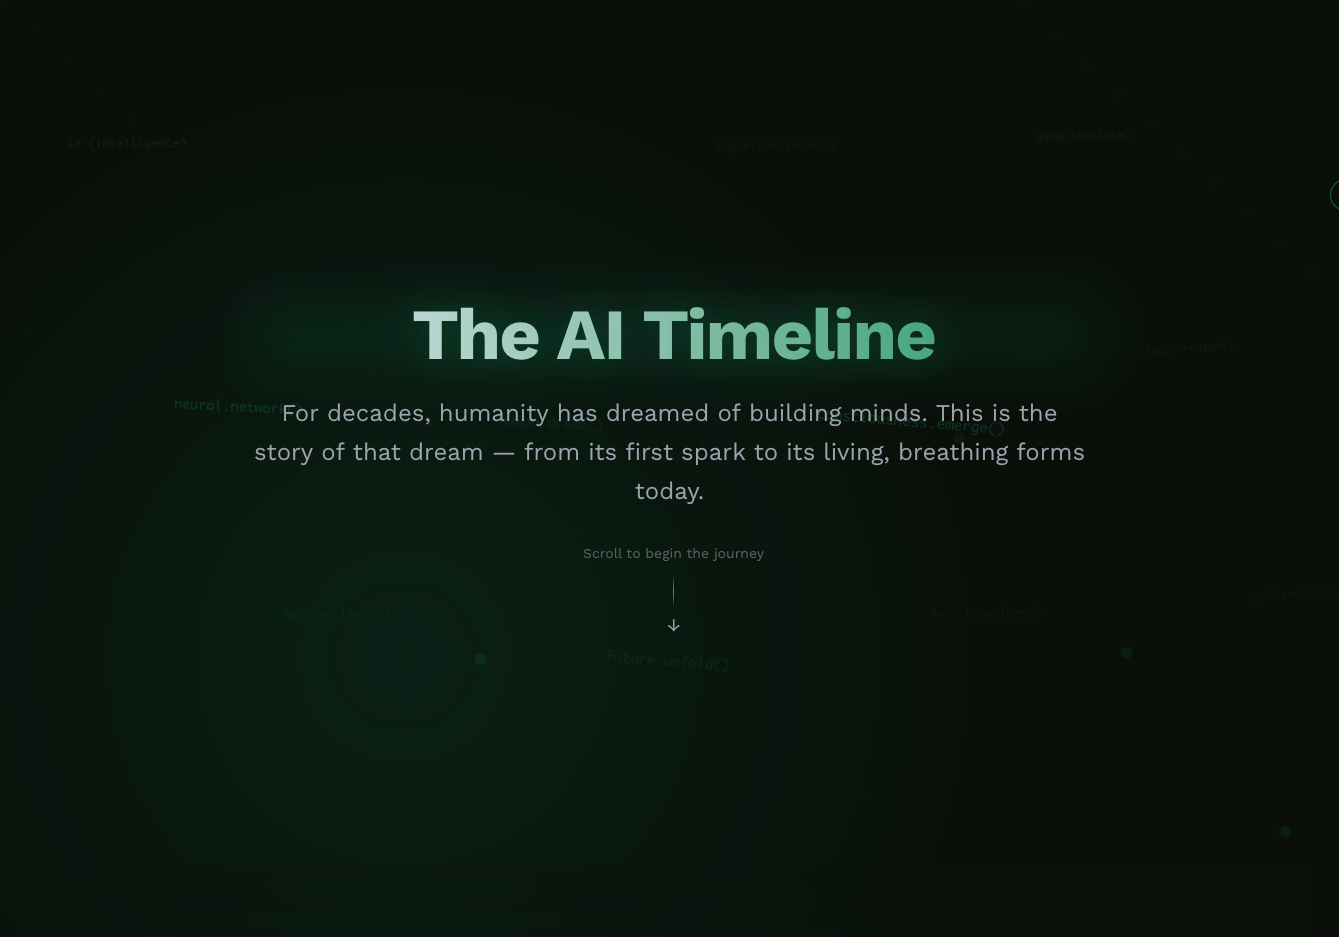 if (intelligence)
algorithm.think()
mind.simulate()
The AI Timeline
logic.reason()
neural.network()
For decades, humanity has dreamed of building minds. This is the
dream()
consciousness.emerge()
story of that dream — from its first spark to its living, breathing forms
today.
Scroll to begin the journey
machine.learn()
data.transform()
future.unfold()